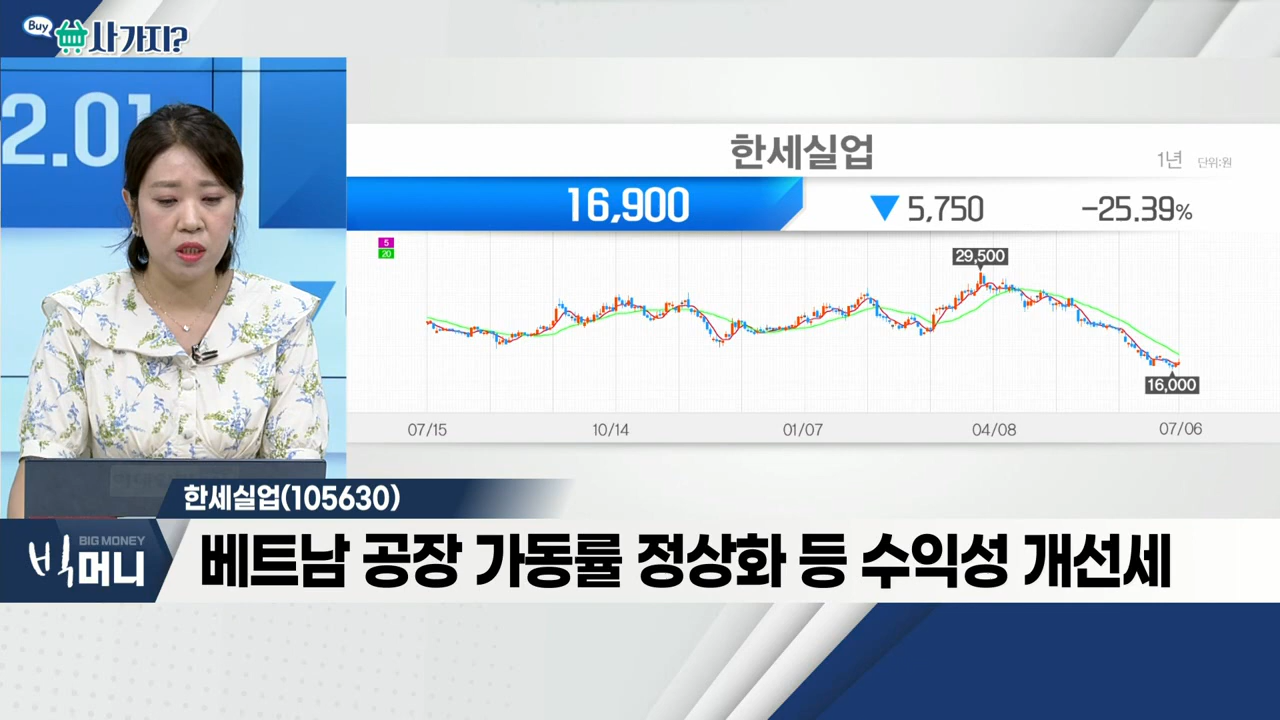 Buy
사가지?
2.01
한세실업
1년 단위:원
16,900 ▼ 5,750 -25.39%
5
20
29,500
16,000
07/15 10/14 01/07 04/08 07/06
한세실업(105630)
BIG MONEY
빅머니
베트남 공장 가동률 정상화 등 수익성 개선세